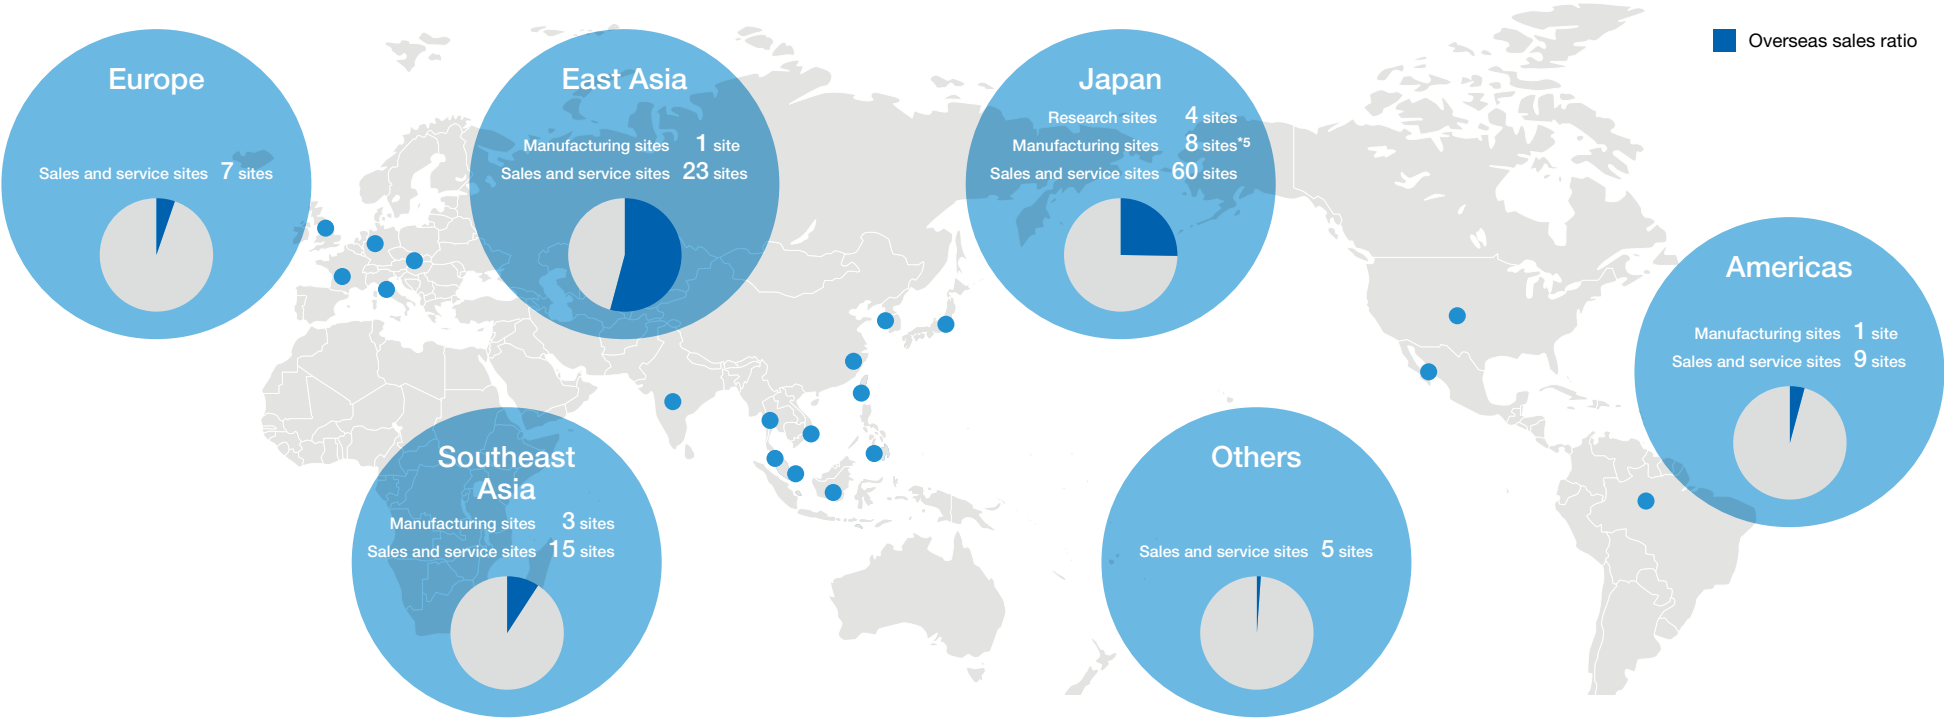 Overseas sales ratio
Europe
Sales and service sites 7 sites
East Asia
Manufacturing sites 1 site
Sales and service sites 23 sites
Japan
Research sites 4 sites
Manufacturing sites 8 sites*5
Sales and service sites 60 sites
Americas
Manufacturing sites 1 site
Sales and service sites 9 sites
Southeast
Asia
Manufacturing sites 3 sites
Sales and service sites 15 sites
Others
Sales and service sites 5 sites